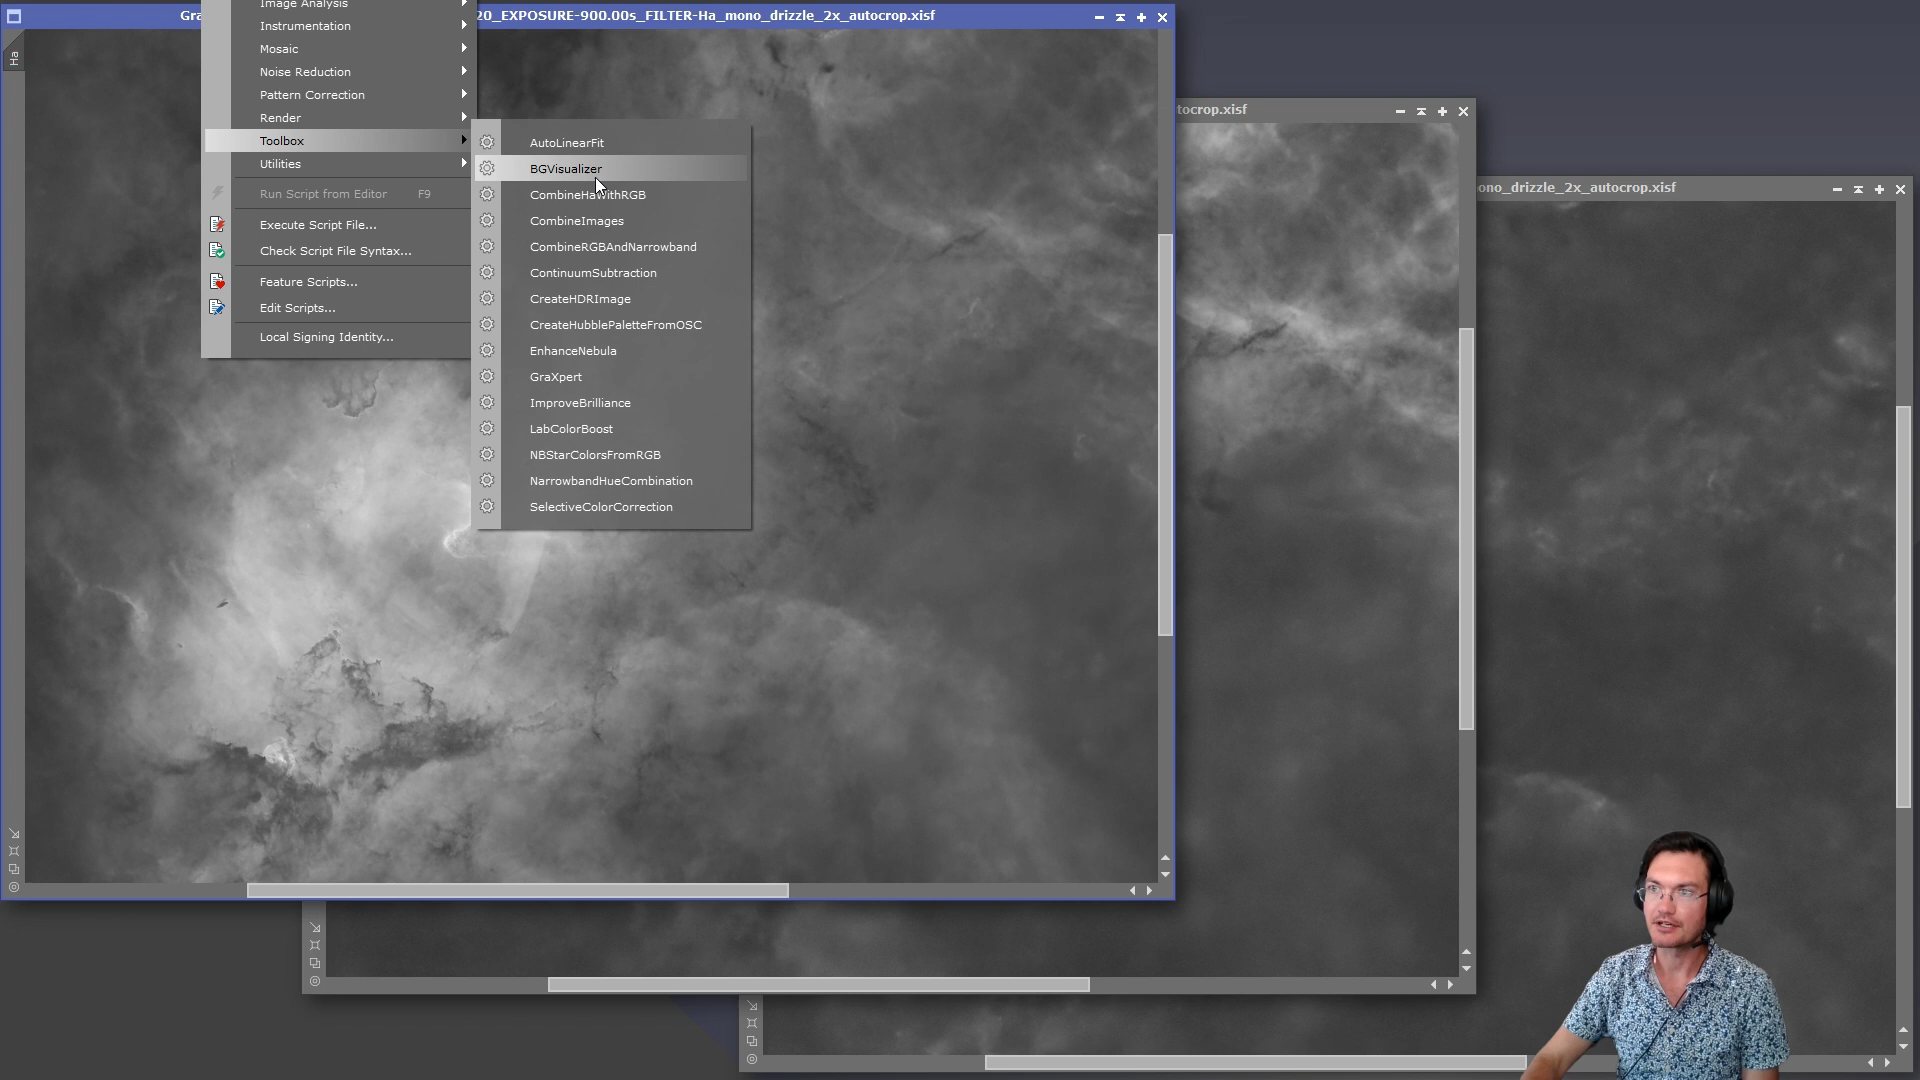 Gra
20_EXPOSURE-900.00s_FILTER-Ha_mono_drizzle_2x_autocrop.xisf
Ha
Image Analysis
Instrumentation
Mosaic
Noise Reduction
Pattern Correction
Render
Toolbox
Utilities
Run Script from Editor F9
Execute Script File...
Check Script File Syntax...
Feature Scripts...
Edit Scripts...
Local Signing Identity...
AutoLinearFit
BGVisualizer
CombineHaWithRGB
CombineImages
CombineRGBAndNarrowband
ContinuumSubtraction
CreateHDRImage
CreateHubblePaletteFromOSC
EnhanceNebula
GraXpert
ImproveBrilliance
LabColorBoost
NBStarColorsFromRGB
NarrowbandHueCombination
SelectiveColorCorrection
tocrop.xisf
ono_drizzle_2x_autocrop.xisf